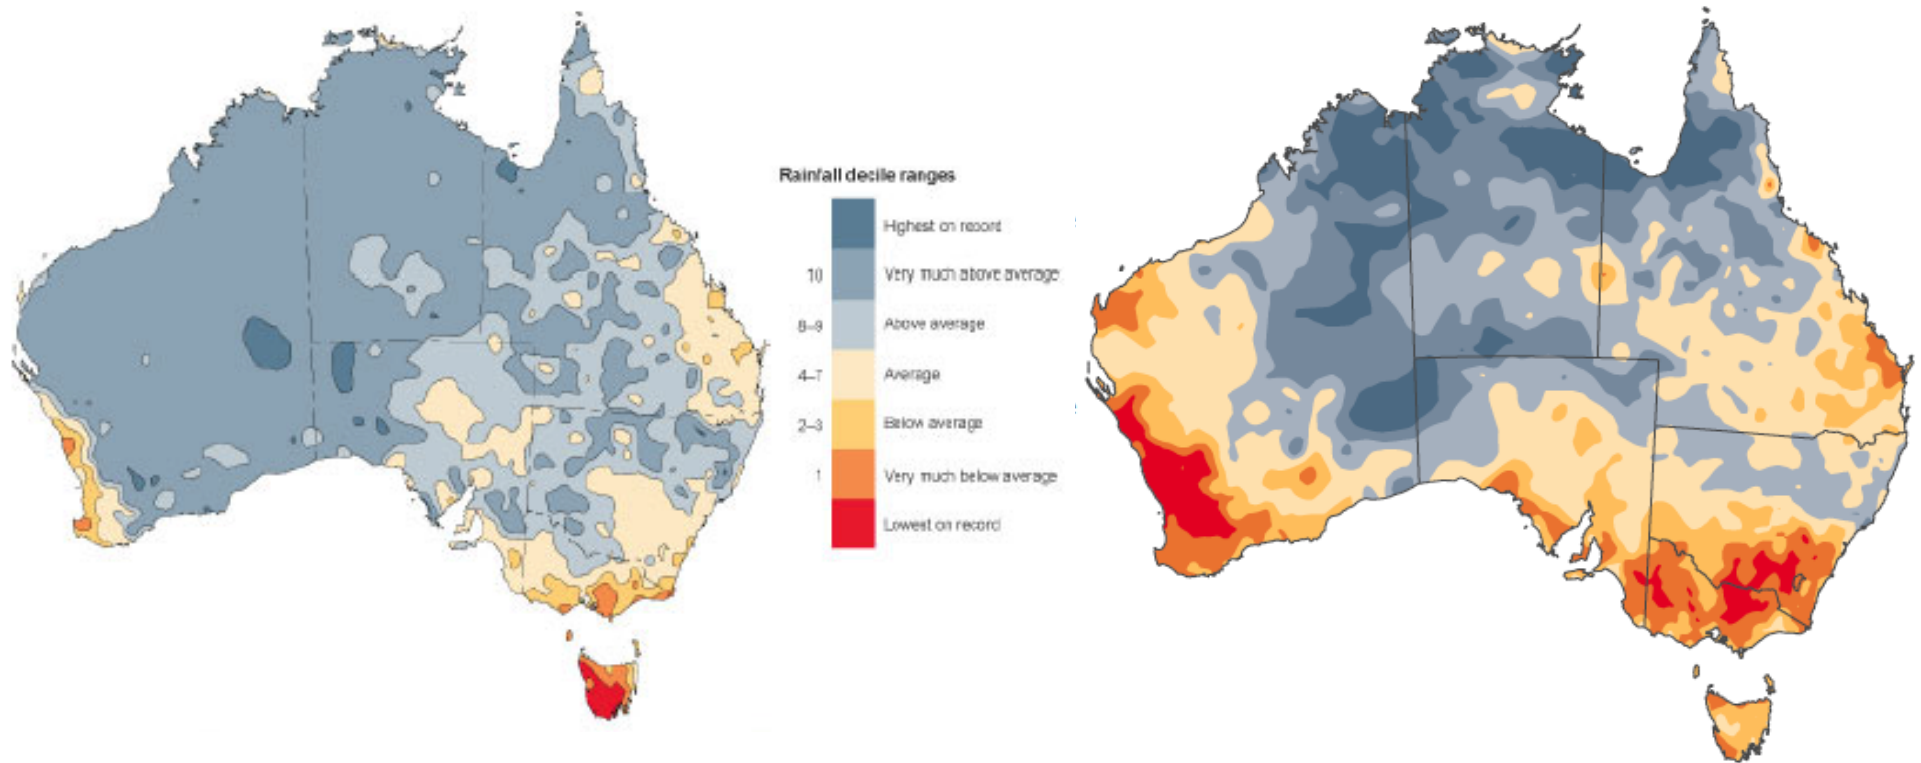 Rainfall decile ranges
Highest on record
10 Very much above average
8–9 Above average
4–7 Average
2–3 Below average
1 Very much below average
Lowest on record